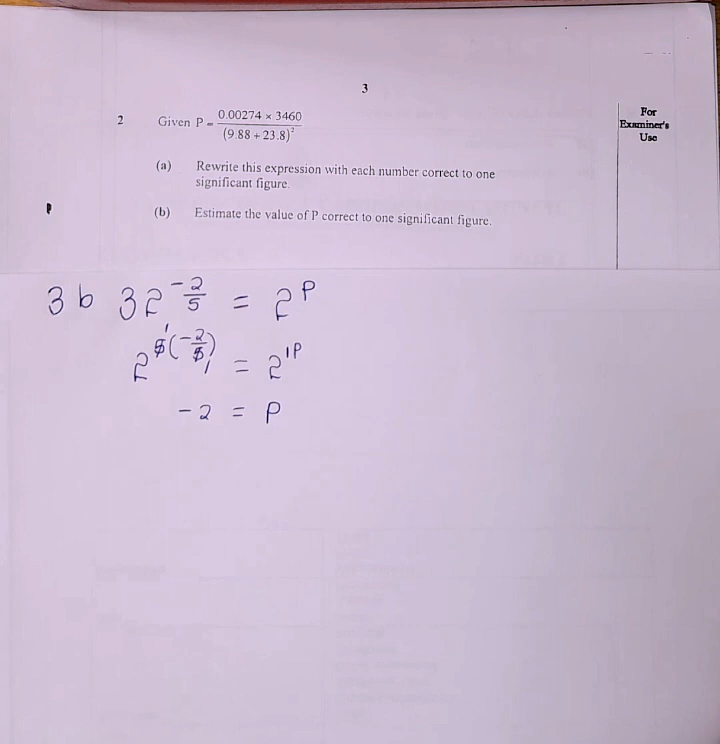 3
For
Examiner's
Use
2 Given P = 0.00274 × 3460 / (9.88 + 23.8)²
(a) Rewrite this expression with each number correct to one
significant figure.
(b) Estimate the value of P correct to one significant figure.
3 b 32^(-2/5) = 2^P
2^(5(-2/5)) = 2^(1P)
-2 = P